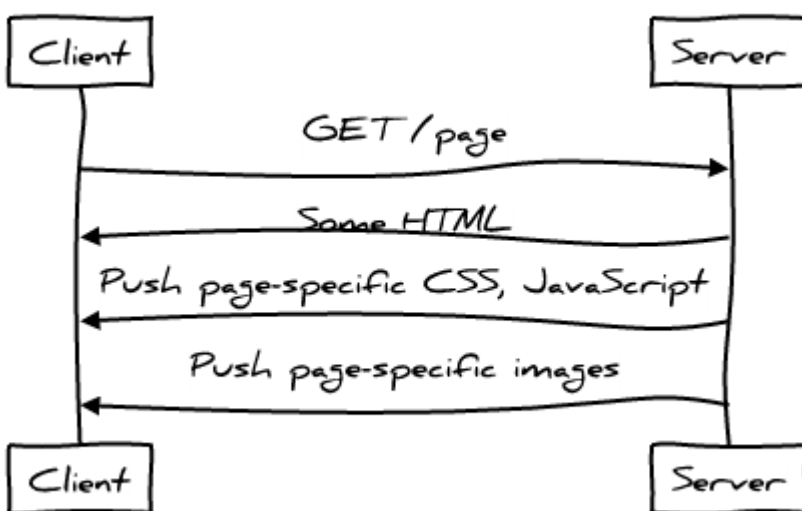 Client
Server
GET /page
Some HTML
Push page-specific CSS, JavaScript
Push page-specific images
Client
Server